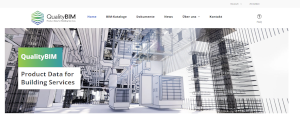 QualityBIM
Home
BIM-Kataloge
Dokumente
News
Über uns
Kontakt
QualityBIM
Product Data for
Building Services